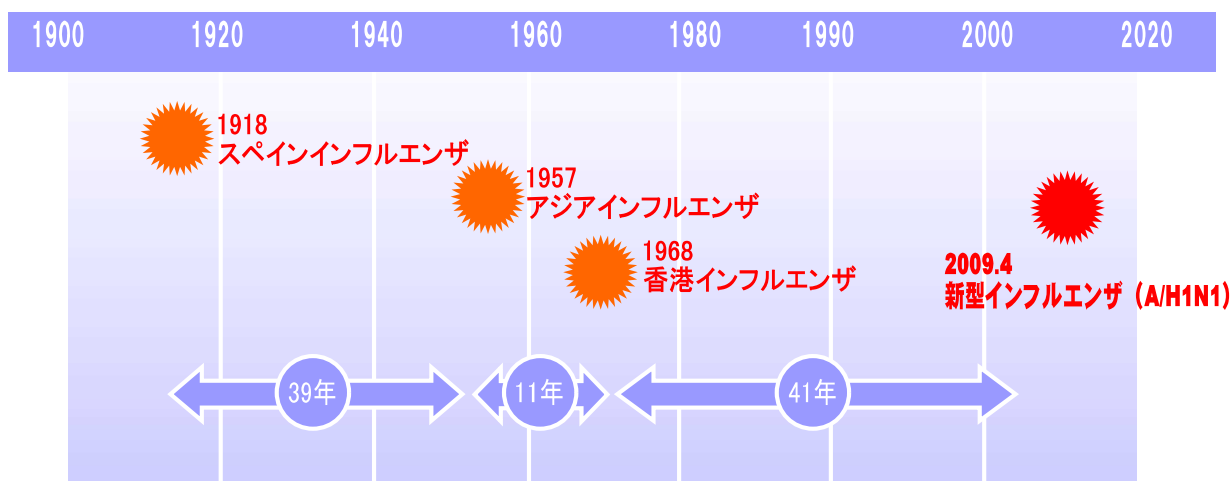 1900 1920 1940 1960 1980 1990 2000 2020
1918
スペインインフルエンザ
1957
アジアインフルエンザ
1968
香港インフルエンザ
2009.4
新型インフルエンザ（A/H1N1）
39年 11年 41年